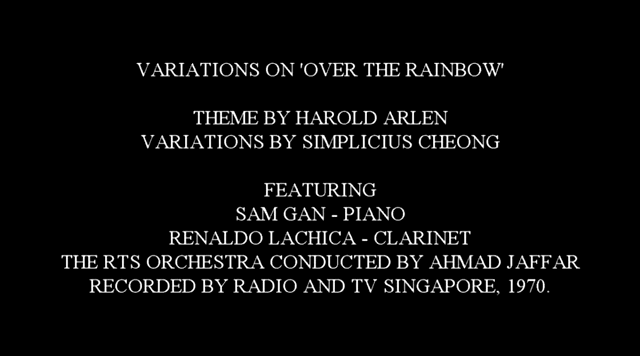 VARIATIONS ON 'OVER THE RAINBOW'
THEME BY HAROLD ARLEN
VARIATIONS BY SIMPLICIUS CHEONG
FEATURING
SAM GAN - PIANO
RENALDO LACHICA - CLARINET
THE RTS ORCHESTRA CONDUCTED BY AHMAD JAFFAR
RECORDED BY RADIO AND TV SINGAPORE, 1970.